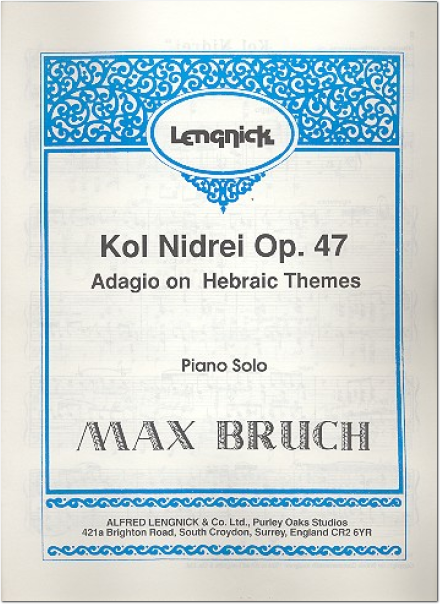 Lengnick
Kol Nidrei Op. 47
Adagio on Hebraic Themes
Piano Solo
MAX BRUCH
ALFRED LENGNICK & Co. Ltd., Purley Oaks Studios
421a Brighton Road, South Croydon, Surrey, England CR2 6YR